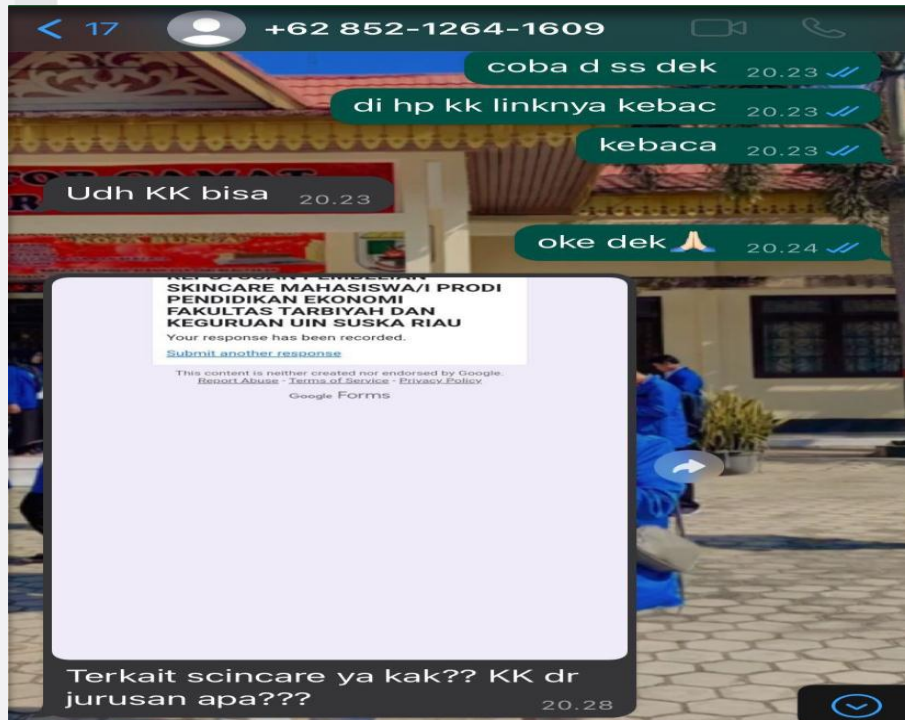 17
+62 852-1264-1609
coba d ss dek 20.23
di hp kk linknya kebac 20.23
kebaca 20.23
Udh KK bisa 20.23
oke dek🙏🏻 20.24
SKINCARE MAHASISWA/I PRODI
PENDIDIKAN EKONOMI
FAKULTAS TARBIYAH DAN
KEGURUAN UIN SUSKA RIAU
Your response has been recorded.
Submit another response
This content is neither created nor endorsed by Google.
Report Abuse - Terms of Service - Privacy Policy
Google Forms
Terkait scincare ya kak?? KK dr
jurusan apa??? 20.28